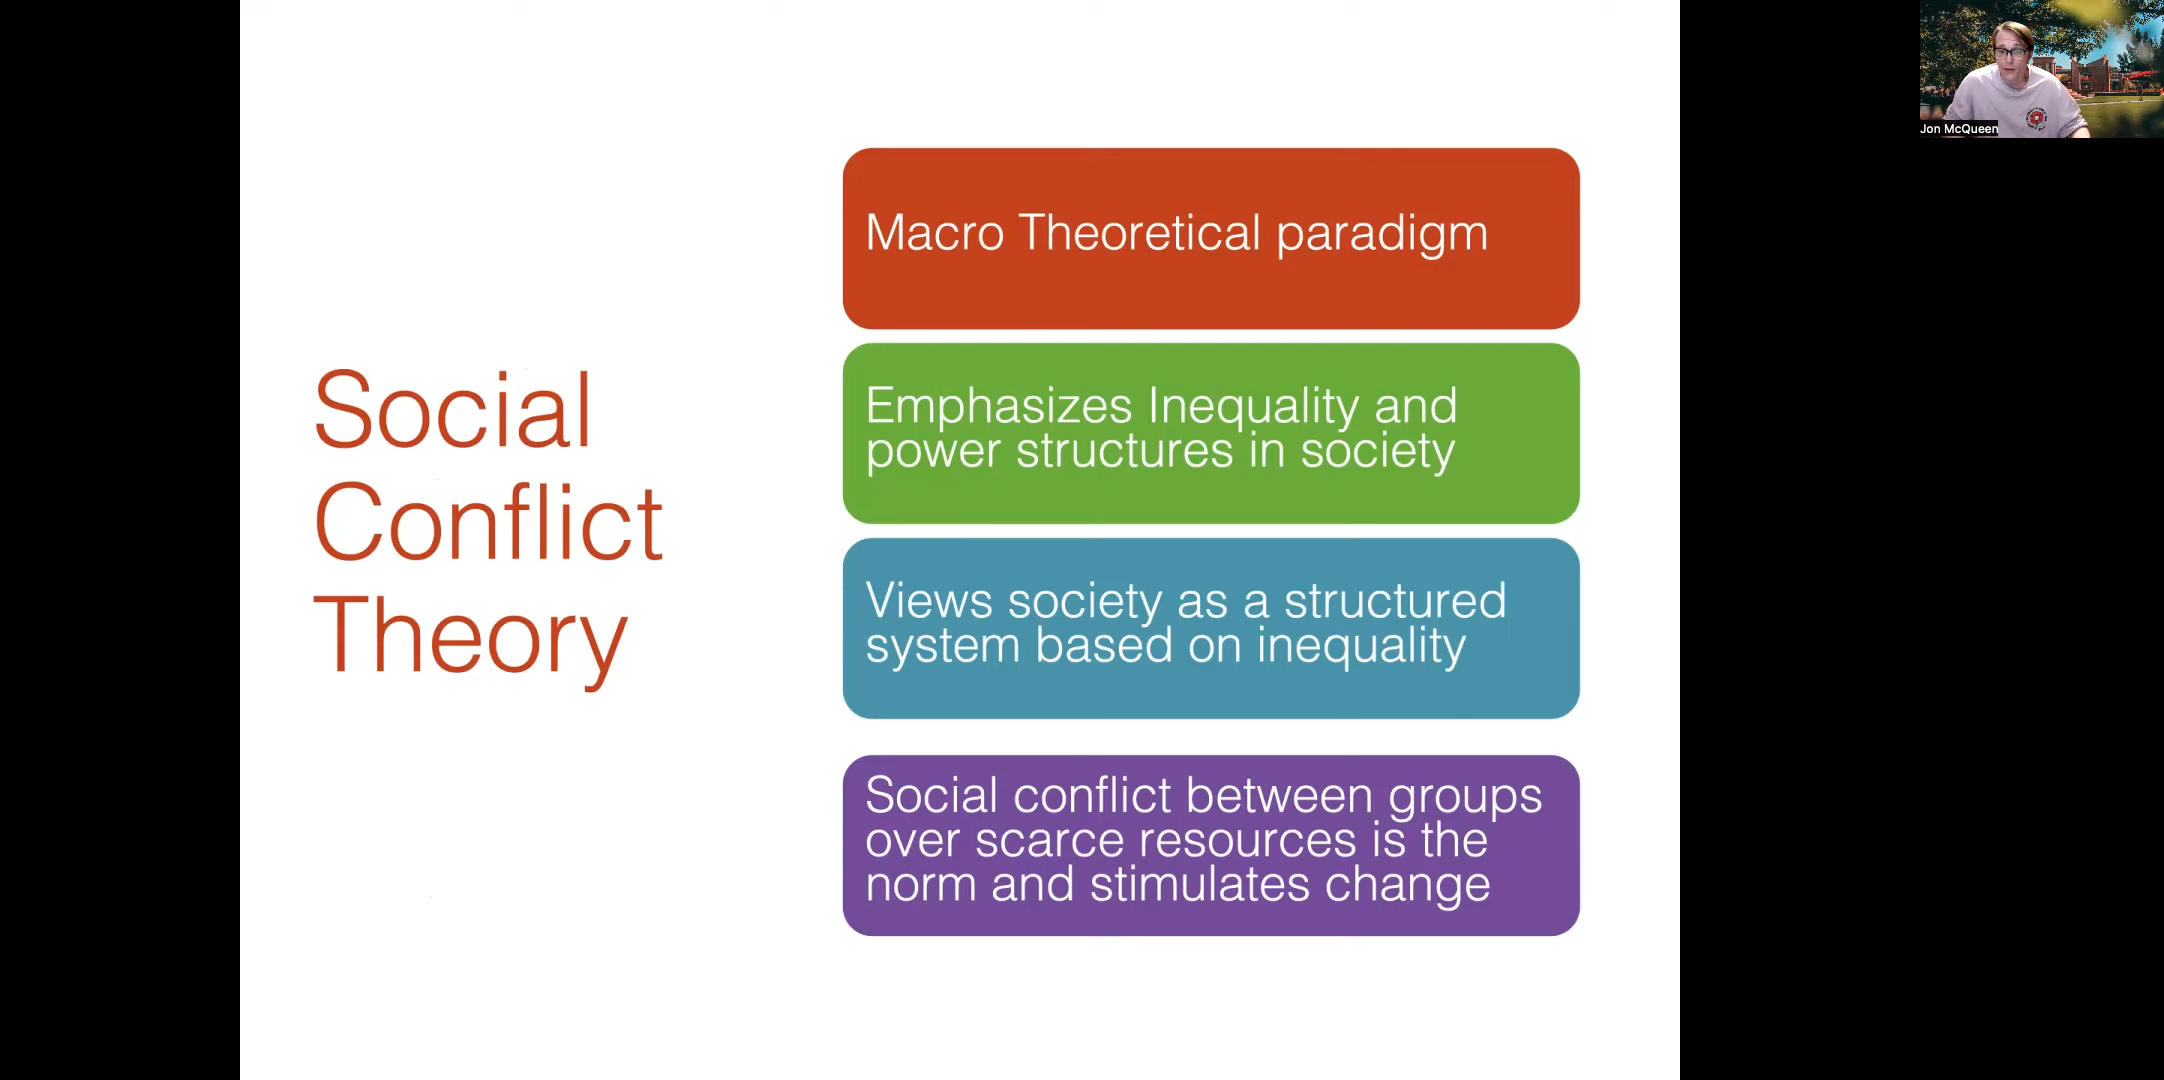 Social
Conflict
Theory
Macro Theoretical paradigm
Emphasizes Inequality and
power structures in society
Views society as a structured
system based on inequality
Social conflict between groups
over scarce resources is the
norm and stimulates change
Jon McQueen